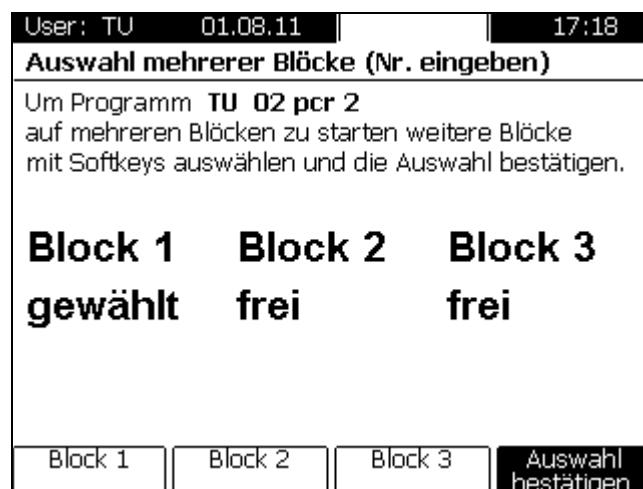 User: TU 01.08.11 17:18
Auswahl mehrerer Blöcke (Nr. eingeben)
Um Programm TU 02 pcr 2
auf mehreren Blöcken zu starten weitere Blöcke
mit Softkeys auswählen und die Auswahl bestätigen.
Block 1 Block 2 Block 3
gewählt frei frei
Block 1 Block 2 Block 3 Auswahl
bestätigen